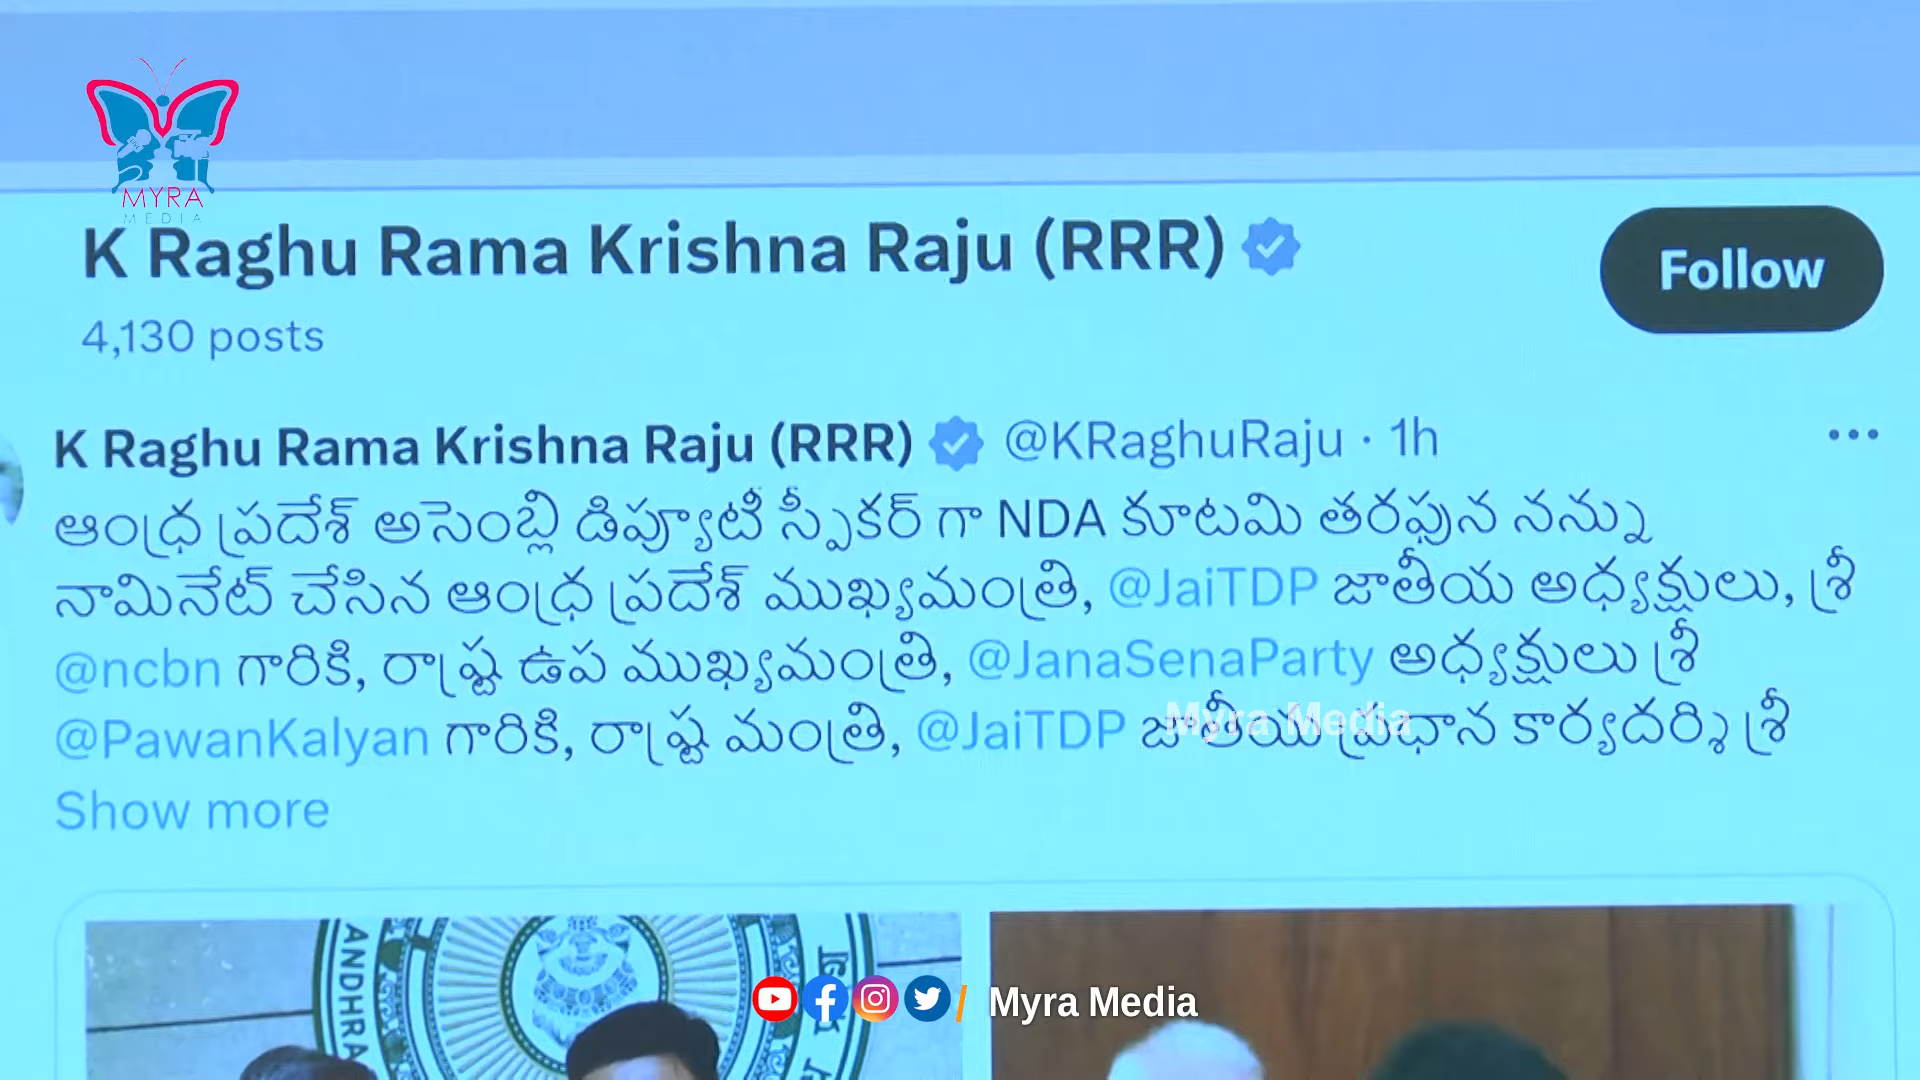 MYRA
MEDIA
K Raghu Rama Krishna Raju (RRR)
Follow
4,130 posts
K Raghu Rama Krishna Raju (RRR) @KRaghuRaju · 1h
ఆంధ్ర ప్రదేశ్ అసెంబ్లీ డిప్యూటీ స్పీకర్ గా NDA కూటమి తరఫున నన్ను
నామినేట్ చేసిన ఆంధ్ర ప్రదేశ్ ముఖ్యమంత్రి, @JaiTDP జాతీయ అధ్యక్షులు, శ్రీ
@ncbn గారికి, రాష్ట్ర ఉప ముఖ్యమంత్రి, @JanaSenaParty అధ్యక్షులు శ్రీ
@PawanKalyan గారికి, రాష్ట్ర మంత్రి, @JaiTDP జాతీయ ప్రధాన కార్యదర్శి శ్రీ
Myra Media
Show more
ANDHRA
Myra Media